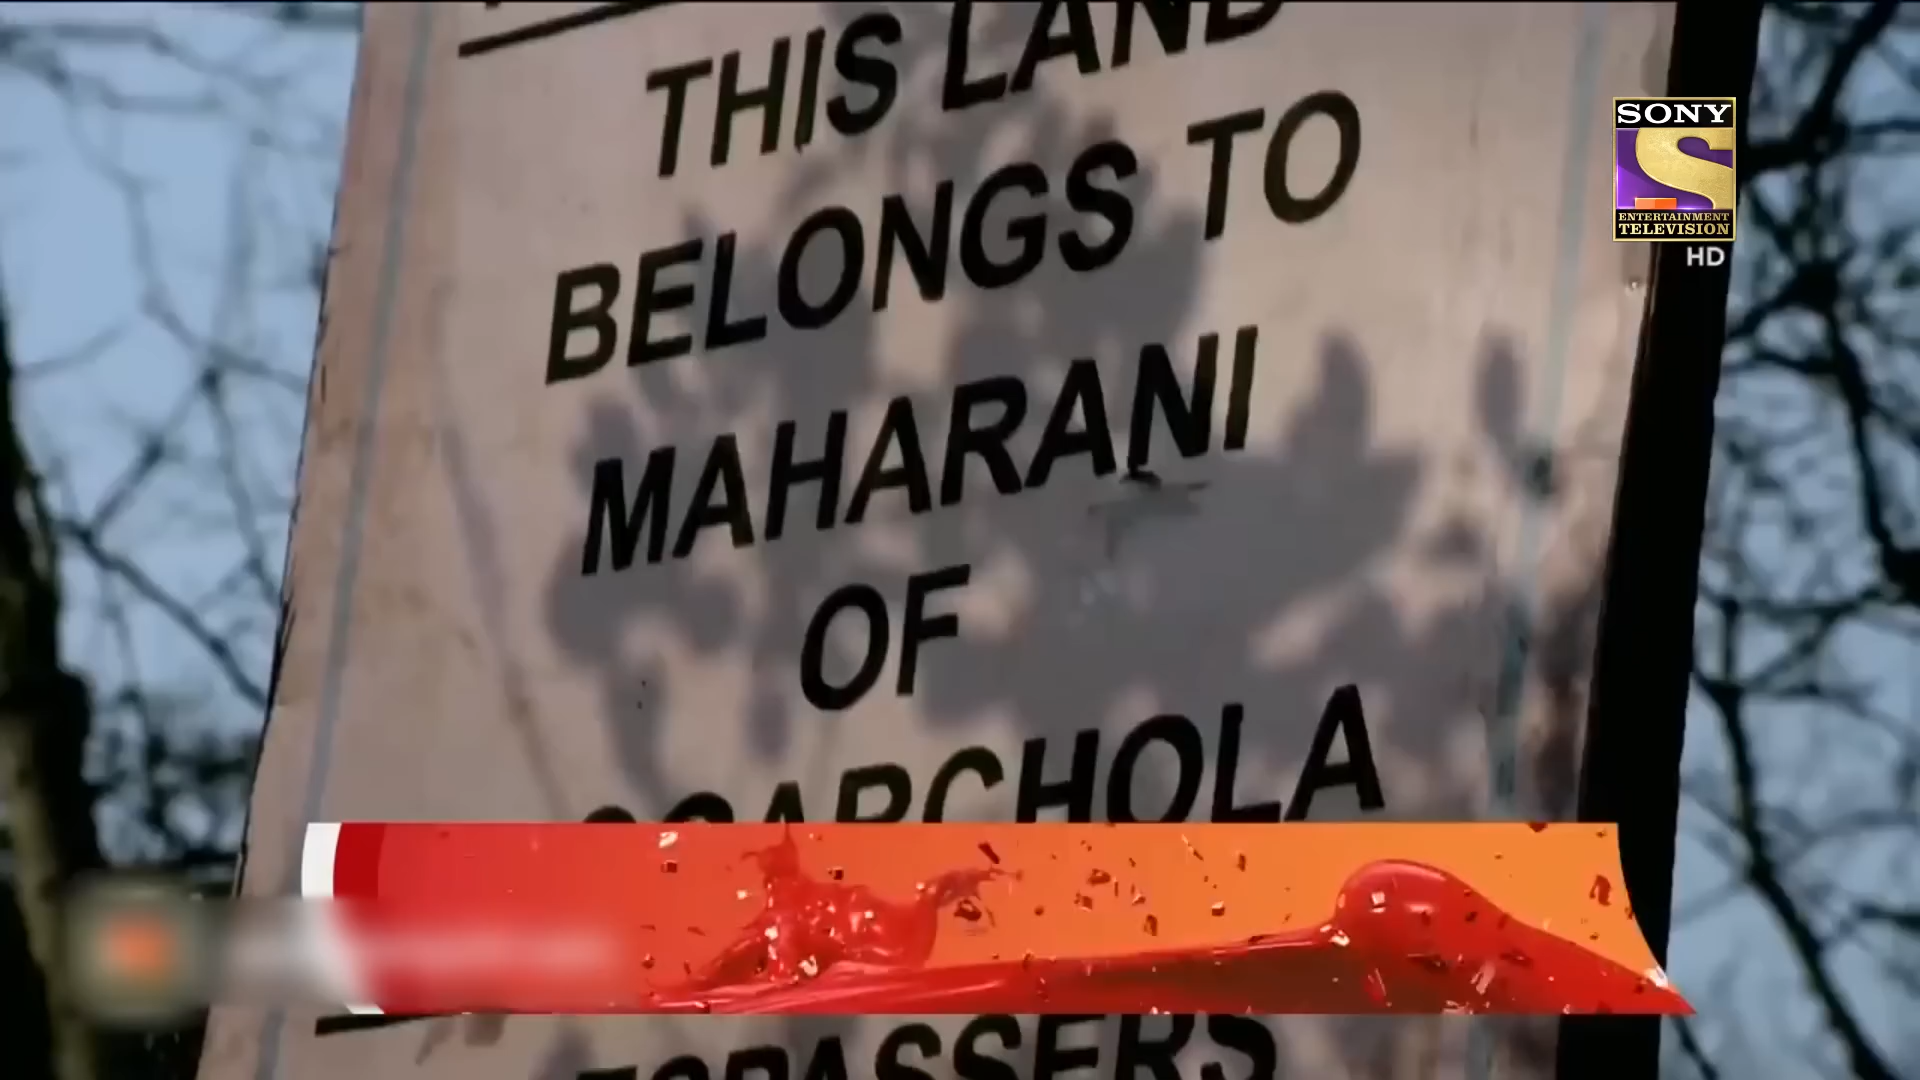 THIS LAND
BELONGS TO
MAHARANI
OF
SONY
ENTERTAINMENT
TELEVISION
HD